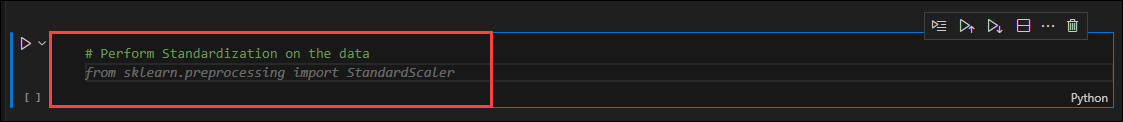 # Perform Standardization on the data
from sklearn.preprocessing import StandardScaler
[ ]
Python